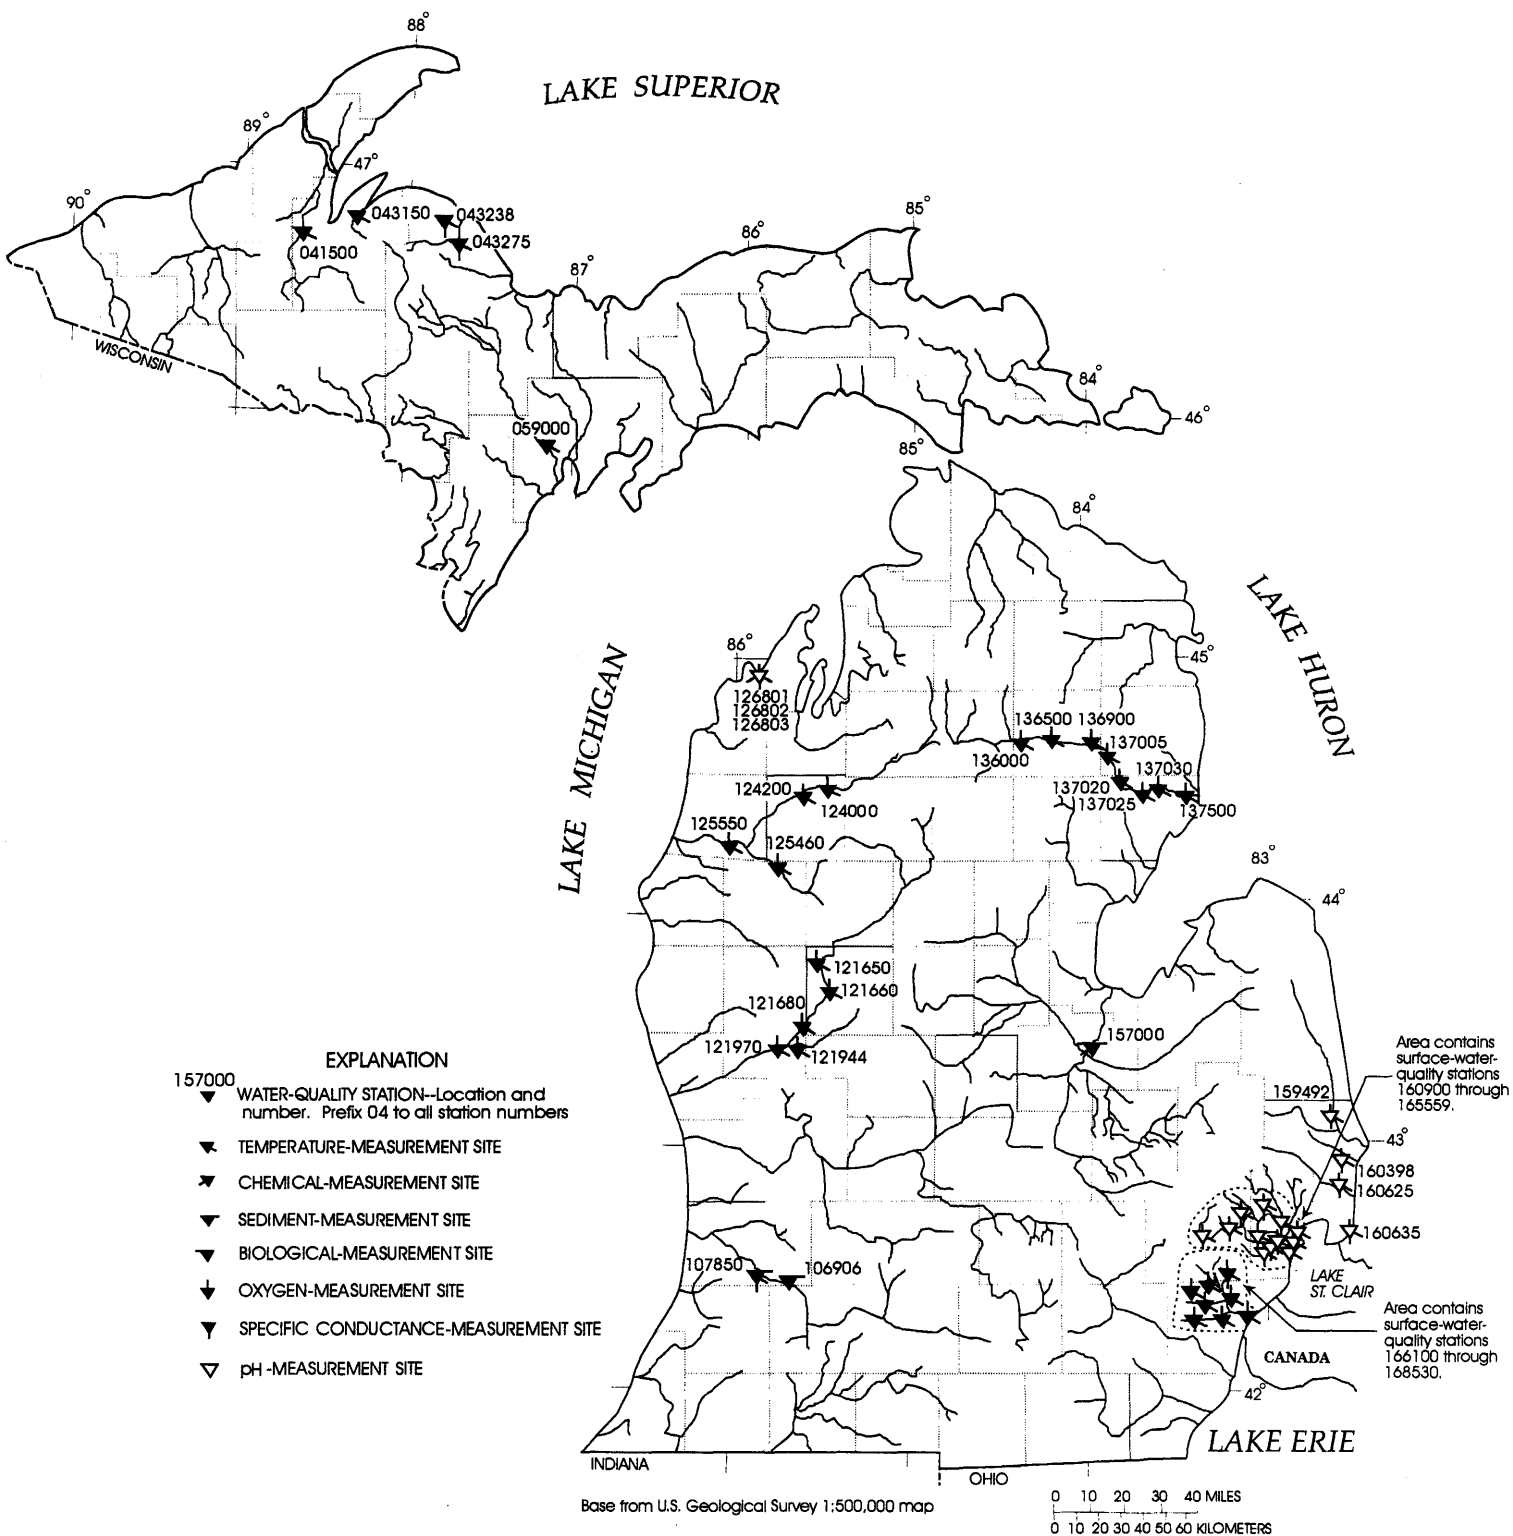 88°
LAKE SUPERIOR
89°
47°
90°
85°
043150
043238
86°
043275
041500
87°
WISCONSIN
84°
46°
059000
85°
84°
LAKE HURON
86°
45°
LAKE MICHIGAN
126801
126802
126803
136500
136900
137005
136000
137030
124200
137020
137025
124000
137500
125550
125460
83°
44°
121650
121660
121680
157000
121970
121944
Area contains
surface-water-
quality stations
160900 through
165559.
EXPLANATION
157000
WATER-QUALITY STATION--Location and
number. Prefix 04 to all station numbers
TEMPERATURE-MEASUREMENT SITE
CHEMICAL-MEASUREMENT SITE
SEDIMENT-MEASUREMENT SITE
BIOLOGICAL-MEASUREMENT SITE
OXYGEN-MEASUREMENT SITE
SPECIFIC CONDUCTANCE-MEASUREMENT SITE
pH -MEASUREMENT SITE
159492
43°
160398
160625
160635
107850
106906
LAKE
ST. CLAIR
Area contains
surface-water-
quality stations
166100 through
168530.
CANADA
42°
LAKE ERIE
INDIANA
OHIO
Base from U.S. Geological Survey 1:500,000 map
0 10 20 30 40 MILES
0 10 20 30 40 50 60 KILOMETERS